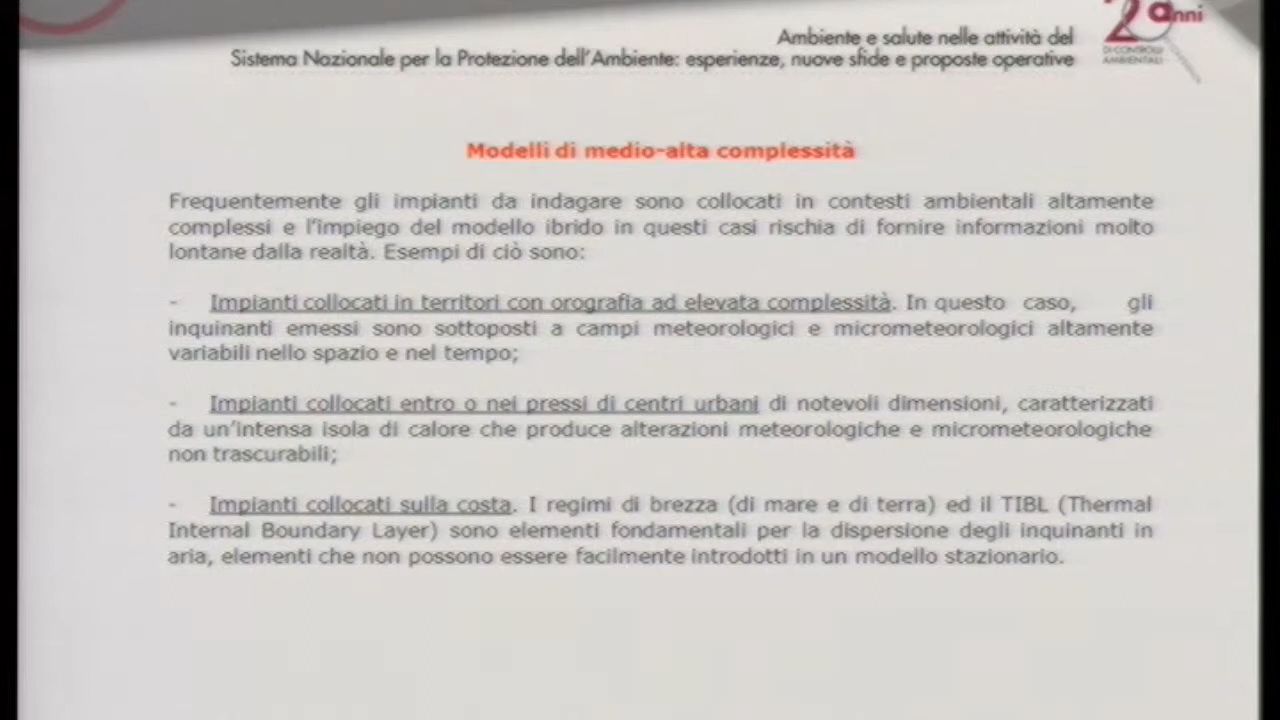 20 anni
DI CONTROLLI
AMBIENTALI
Ambiente e salute nelle attività del
Sistema Nazionale per la Protezione dell'Ambiente: esperienze, nuove sfide e proposte operative
Modelli di medio-alta complessità
Frequentemente gli impianti da indagare sono collocati in contesti ambientali altamente
complessi e l'impiego del modello ibrido in questi casi rischia di fornire informazioni molto
lontane dalla realtà. Esempi di ciò sono:
- Impianti collocati in territori con orografia ad elevata complessità. In questo caso, gli
inquinanti emessi sono sottoposti a campi meteorologici e micrometeorologici altamente
variabili nello spazio e nel tempo;
- Impianti collocati entro o nei pressi di centri urbani di notevoli dimensioni, caratterizzati
da un'intensa isola di calore che produce alterazioni meteorologiche e micrometeorologiche
non trascurabili;
- Impianti collocati sulla costa. I regimi di brezza (di mare e di terra) ed il TIBL (Thermal
Internal Boundary Layer) sono elementi fondamentali per la dispersione degli inquinanti in
aria, elementi che non possono essere facilmente introdotti in un modello stazionario.